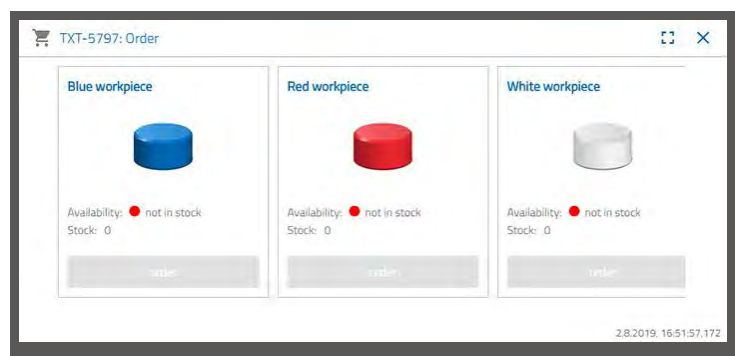 TXT-5797: Order
Blue workpiece
Availability: not in stock
Stock: 0
order
Red workpiece
Availability: not in stock
Stock: 0
order
White workpiece
Availability: not in stock
Stock: 0
order
2.8.2019, 16:51:57,172